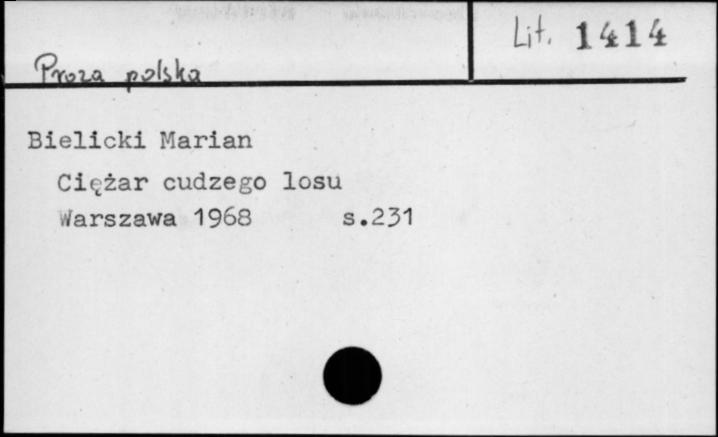 Lit. 1414
Proza polska
Bielicki Marian
Ciężar cudzego losu
Warszawa 1968 s.231